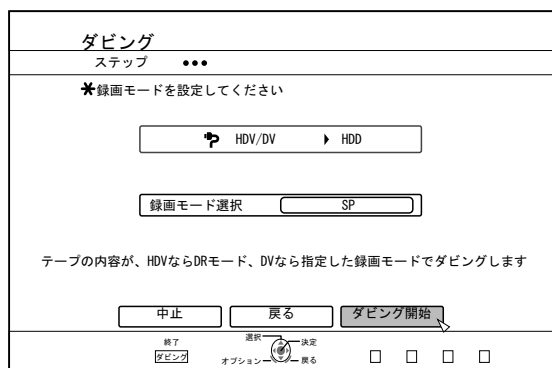 ダビング
ステップ ●●●
録画モードを設定してください
HDV/DV ▶ HDD
録画モード選択 SP
テープの内容が、HDVならDRモード、DVなら指定した録画モードでダビングします
中止 戻る ダビング開始
終了 選択 決定
ダビング オプション 戻る